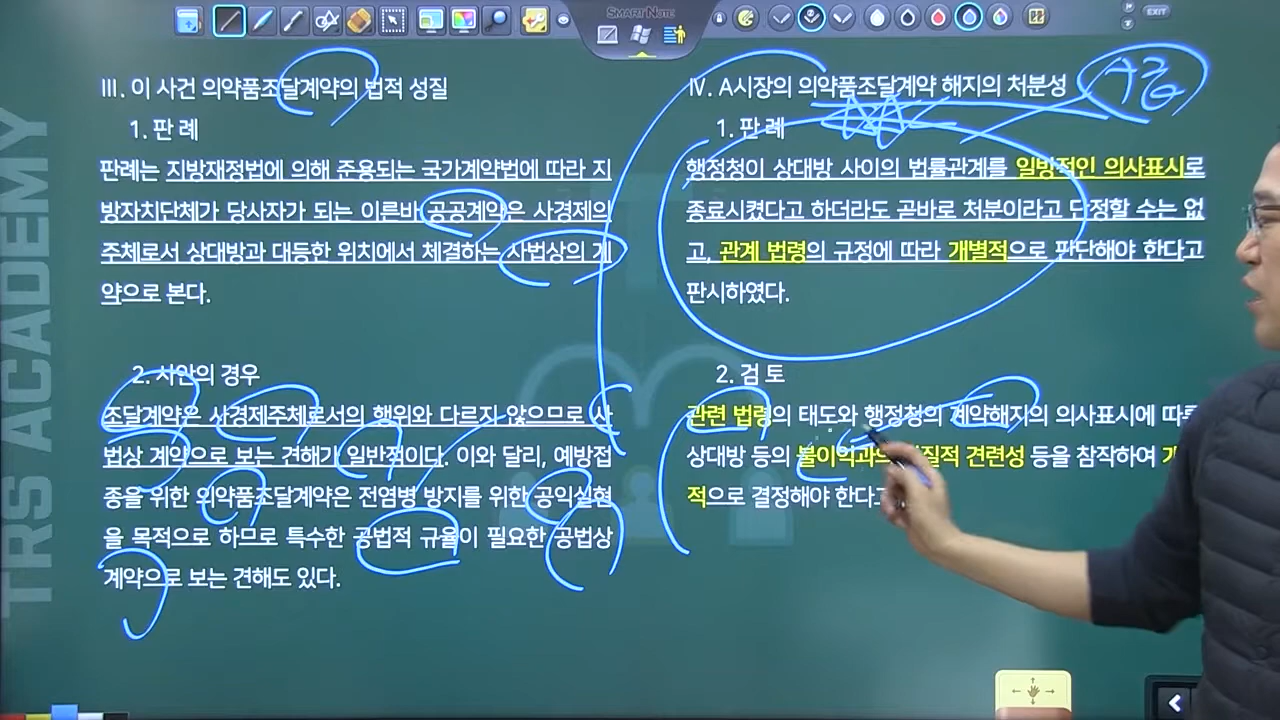 SMART NOTE
EXIT
TRS ACADEMY
Ⅲ. 이 사건 의약품조달계약의 법적 성질
1. 판 례
판례는 지방재정법에 의해 준용되는 국가계약법에 따라 지
방자치단체가 당사자가 되는 이른바 공공계약은 사경제의
주체로서 상대방과 대등한 위치에서 체결하는 사법상의 계
약으로 본다.
2. 사안의 경우
조달계약은 사경제주체로서의 행위와 다르지 않으므로 사
법상 계약으로 보는 견해가 일반적이다. 이와 달리, 예방접
종을 위한 의약품조달계약은 전염병 방지를 위한 공익실현
을 목적으로 하므로 특수한 공법적 규율이 필요한 공법상
계약으로 보는 견해도 있다.
Ⅳ. A시장의 의약품조달계약 해지의 처분성
1. 판 례
행정청이 상대방 사이의 법률관계를 일방적인 의사표시로
종료시켰다고 하더라도 곧바로 처분이라고 단정할 수는 없
고, 관계 법령의 규정에 따라 개별적으로 판단해야 한다고
판시하였다.
2. 검 토
관련 법령의 태도와 행정청의 계약해지의 의사표시에 따른
상대방 등의 불이익과의 질적 견련성 등을 참작하여 개
적으로 결정해야 한다